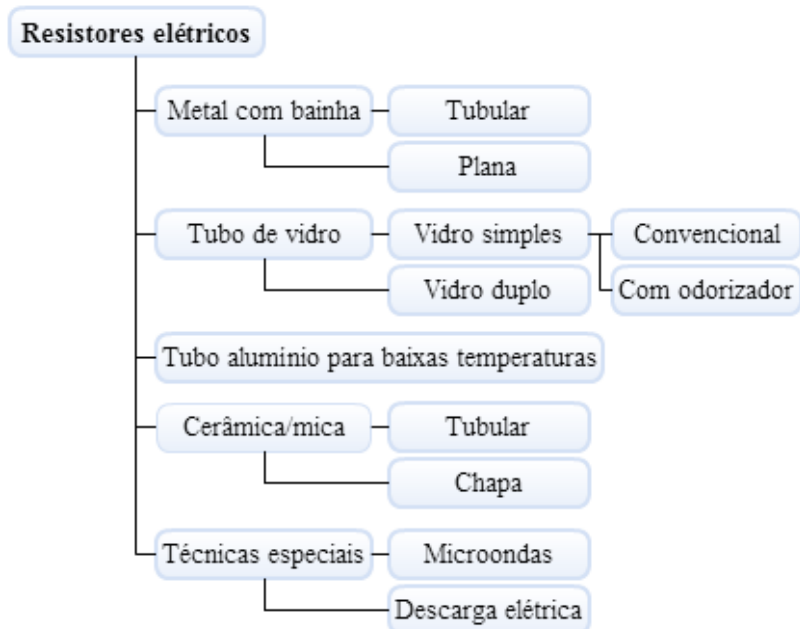 Resistores elétricos
Metal com bainha
Tubular
Plana
Tubo de vidro
Vidro simples
Convencional
Vidro duplo
Com odorizador
Tubo alumínio para baixas temperaturas
Cerâmica/mica
Tubular
Chapa
Técnicas especiais
Microondas
Descarga elétrica